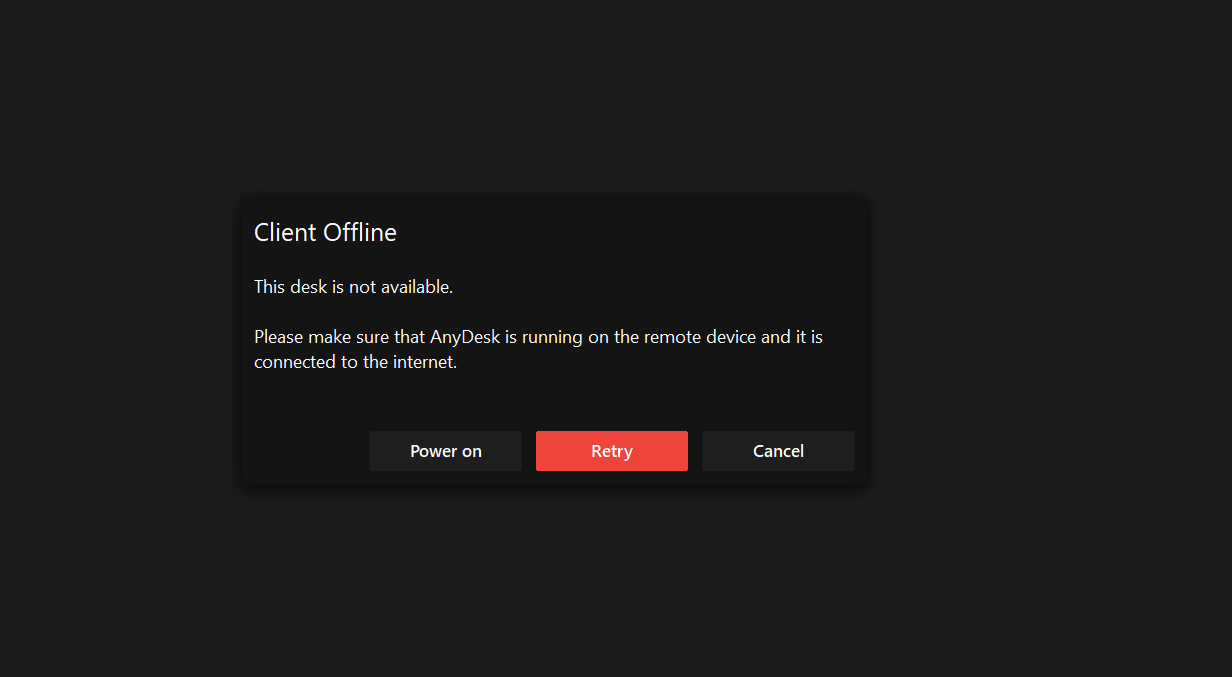 Client Offline
This desk is not available.
Please make sure that AnyDesk is running on the remote device and it is
connected to the internet.
Power on
Retry
Cancel